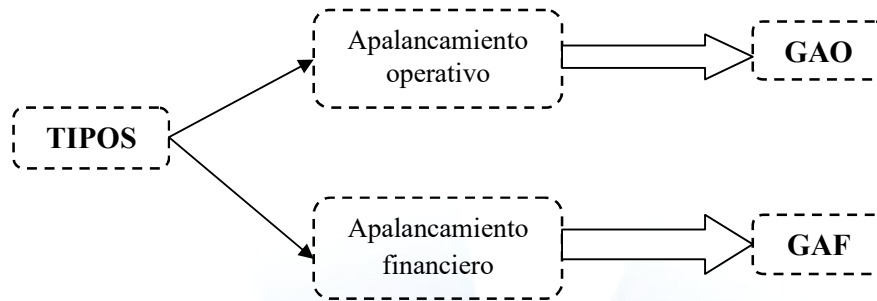 Apalancamiento
operativo
GAO
TIPOS
Apalancamiento
financiero
GAF